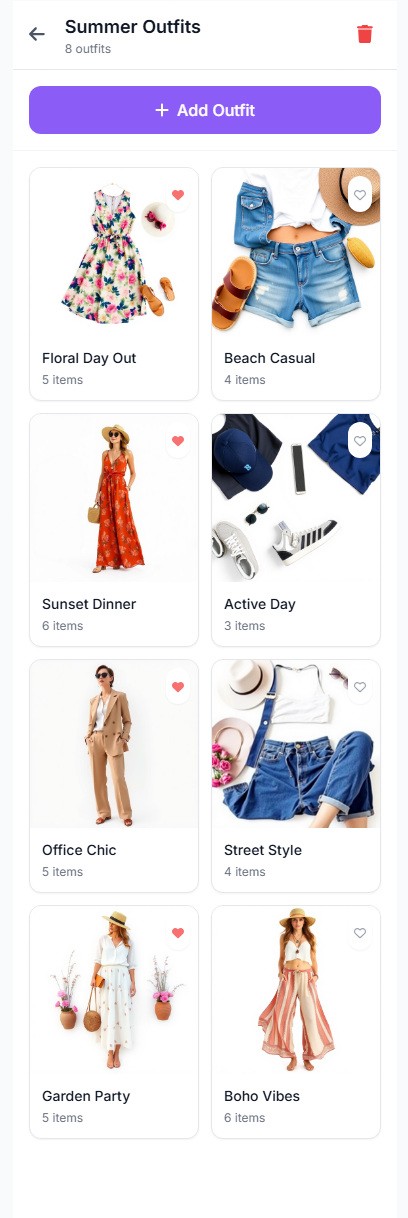 Summer Outfits
8 outfits
+ Add Outfit
Floral Day Out
5 items
Beach Casual
4 items
Sunset Dinner
6 items
Active Day
3 items
Office Chic
5 items
Street Style
4 items
Garden Party
5 items
Boho Vibes
6 items